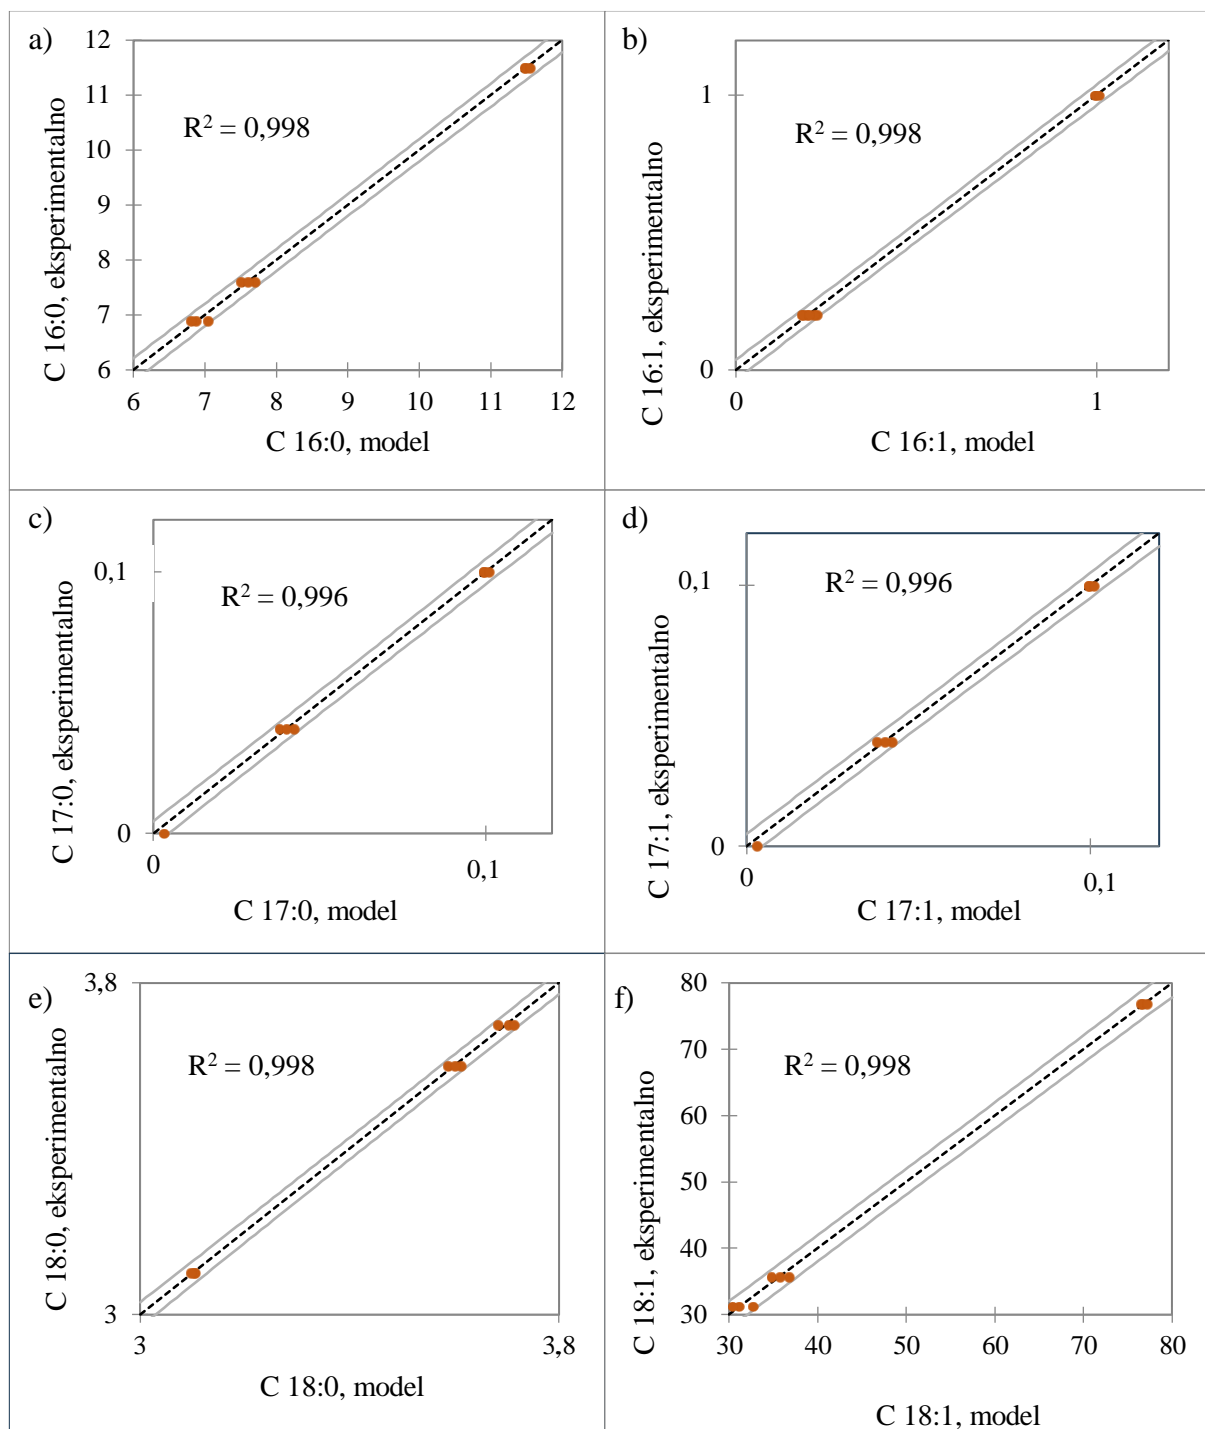 a)
C 16:0, eksperimentalno
12
11
10
9
8
7
6
R² = 0,998
6 7 8 9 10 11 12
C 16:0, model
b)
C 16:1, eksperimentalno
1
0
R² = 0,998
0 1
C 16:1, model
c)
C 17:0, eksperimentalno
0,1
0
R² = 0,996
0 0,1
C 17:0, model
d)
C 17:1, eksperimentalno
0,1
0
R² = 0,996
0 0,1
C 17:1, model
e)
C 18:0, eksperimentalno
3,8
3
R² = 0,998
3 3,8
C 18:0, model
f)
C 18:1, eksperimentalno
80
70
60
50
40
30
R² = 0,998
30 40 50 60 70 80
C 18:1, model